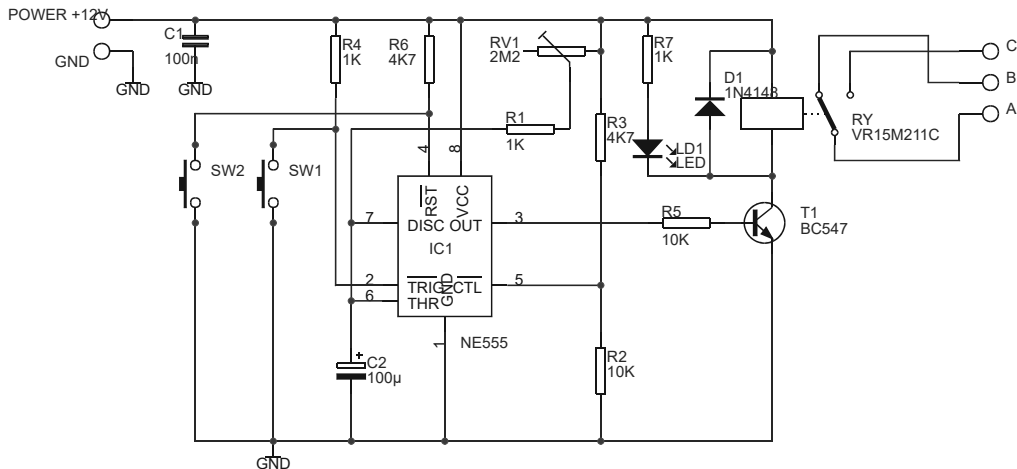 POWER +12V
GND
C1
100n
GND
GND
R4
1K
R6
4K7
RV1
2M2
R7
1K
D1
1N4148
C
B
A
RY
VR15M211C
R1
1K
R3
4K7
LD1
LED
SW2
SW1
4
8
RST
VCC
7
DISC
OUT
3
IC1
R5
10K
T1
BC547
2
TRIG
GND
CTL
5
6
THR
1
NE555
C2
100µ
R2
10K
GND